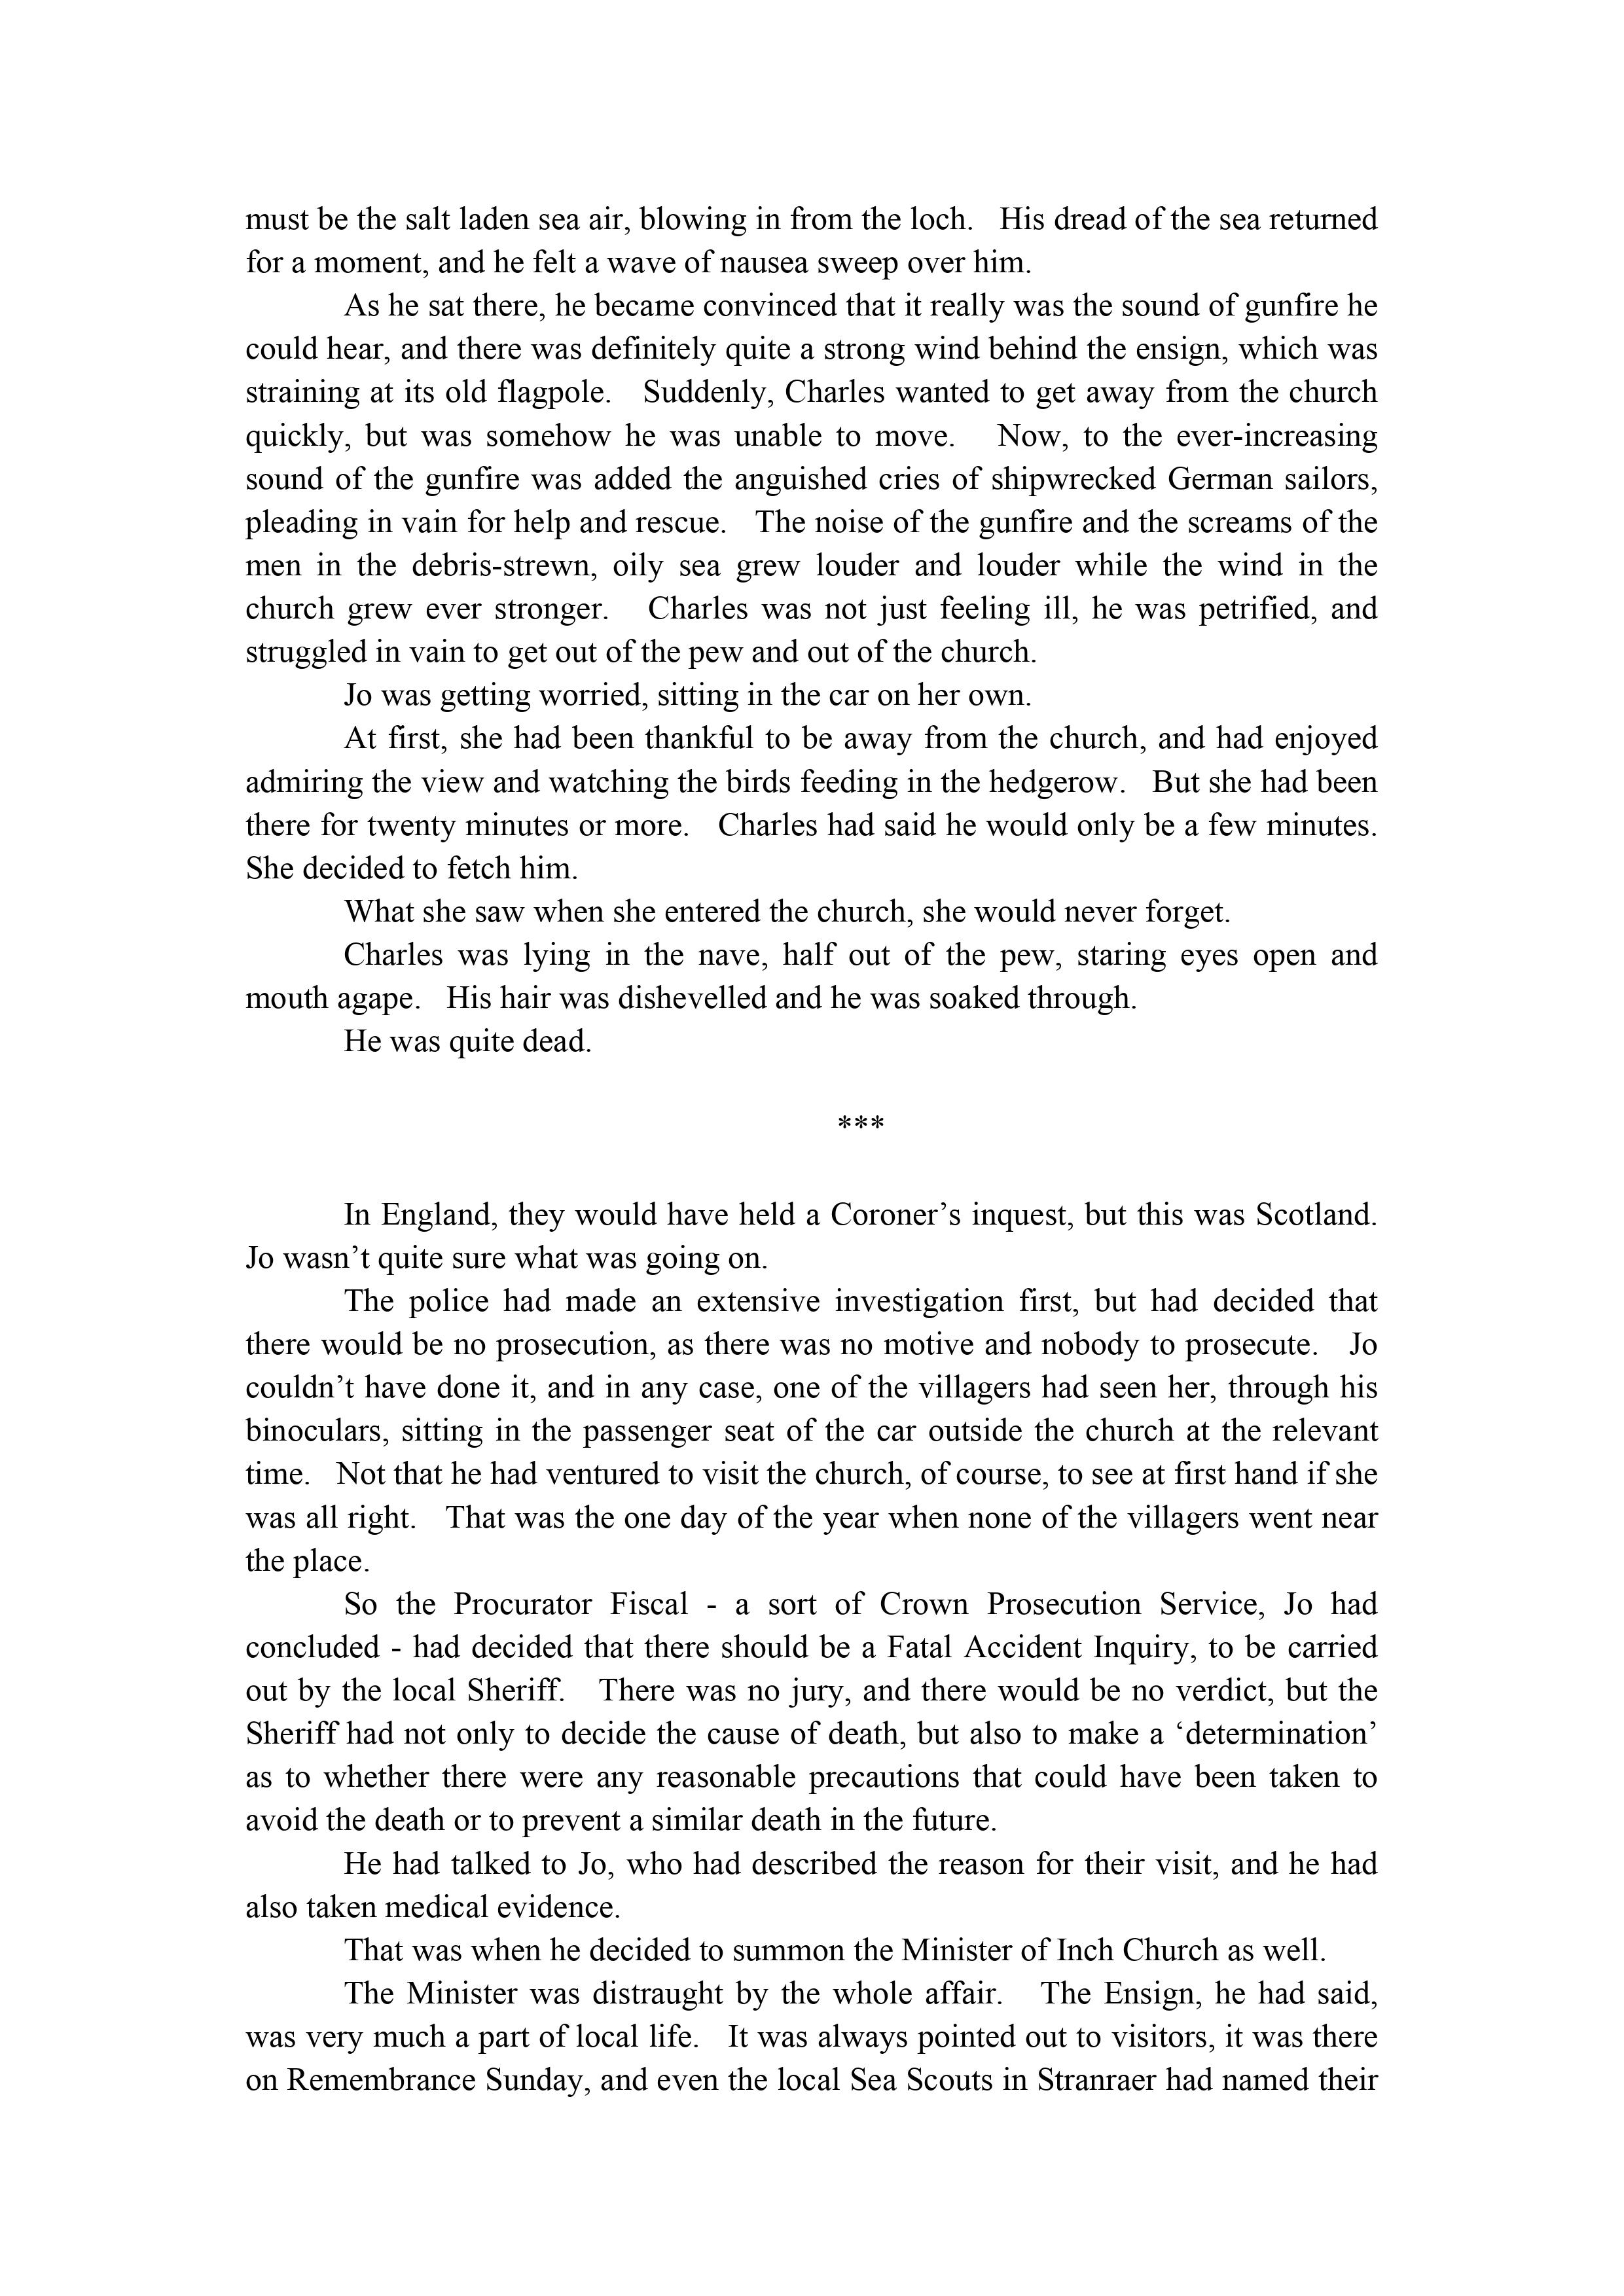 must be the salt laden sea air, blowing in from the loch.   His dread of the sea returned
for a moment, and he felt a wave of nausea sweep over him.
As he sat there, he became convinced that it really was the sound of gunfire he
could hear, and there was definitely quite a strong wind behind the ensign, which was
straining at its old flagpole.   Suddenly, Charles wanted to get away from the church
quickly, but was somehow he was unable to move.   Now, to the ever-increasing
sound of the gunfire was added the anguished cries of shipwrecked German sailors,
pleading in vain for help and rescue.   The noise of the gunfire and the screams of the
men in the debris-strewn, oily sea grew louder and louder while the wind in the
church grew ever stronger.   Charles was not just feeling ill, he was petrified, and
struggled in vain to get out of the pew and out of the church.
Jo was getting worried, sitting in the car on her own.
At first, she had been thankful to be away from the church, and had enjoyed
admiring the view and watching the birds feeding in the hedgerow.   But she had been
there for twenty minutes or more.   Charles had said he would only be a few minutes.
She decided to fetch him.
What she saw when she entered the church, she would never forget.
Charles was lying in the nave, half out of the pew, staring eyes open and
mouth agape.   His hair was dishevelled and he was soaked through.
He was quite dead.
***
In England, they would have held a Coroner’s inquest, but this was Scotland.
Jo wasn’t quite sure what was going on.
The police had made an extensive investigation first, but had decided that
there would be no prosecution, as there was no motive and nobody to prosecute.   Jo
couldn’t have done it, and in any case, one of the villagers had seen her, through his
binoculars, sitting in the passenger seat of the car outside the church at the relevant
time.   Not that he had ventured to visit the church, of course, to see at first hand if she
was all right.   That was the one day of the year when none of the villagers went near
the place.
So the Procurator Fiscal - a sort of Crown Prosecution Service, Jo had
concluded - had decided that there should be a Fatal Accident Inquiry, to be carried
out by the local Sheriff.   There was no jury, and there would be no verdict, but the
Sheriff had not only to decide the cause of death, but also to make a ‘determination’
as to whether there were any reasonable precautions that could have been taken to
avoid the death or to prevent a similar death in the future.
He had talked to Jo, who had described the reason for their visit, and he had
also taken medical evidence.
That was when he decided to summon the Minister of Inch Church as well.
The Minister was distraught by the whole affair.   The Ensign, he had said,
was very much a part of local life.   It was always pointed out to visitors, it was there
on Remembrance Sunday, and even the local Sea Scouts in Stranraer had named their